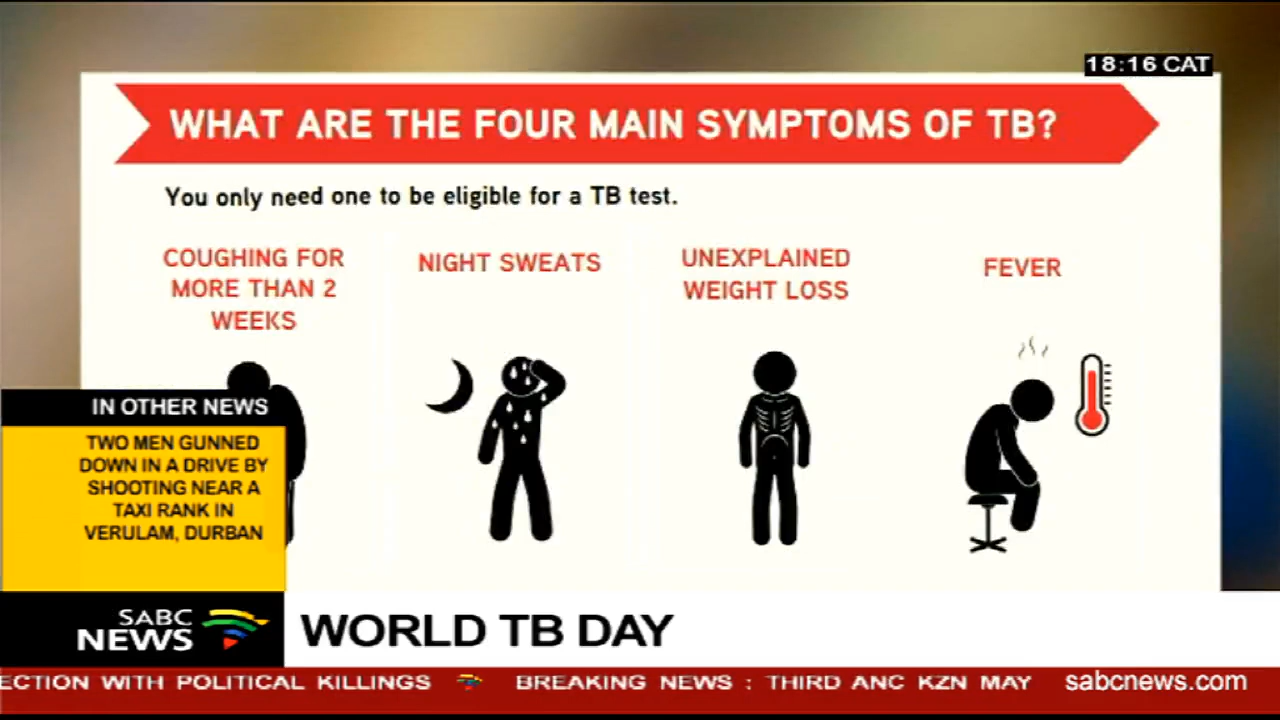 18:16 CAT
WHAT ARE THE FOUR MAIN SYMPTOMS OF TB?
You only need one to be eligible for a TB test.
COUGHING FOR
MORE THAN 2
WEEKS
NIGHT SWEATS
UNEXPLAINED
WEIGHT LOSS
FEVER
IN OTHER NEWS
TWO MEN GUNNED
DOWN IN A DRIVE BY
SHOOTING NEAR A
TAXI RANK IN
VERULAM, DURBAN
SABC
NEWS
WORLD TB DAY
ECTION WITH POLITICAL KILLINGS BREAKING NEWS : THIRD ANC KZN MAY
sabcnews.com